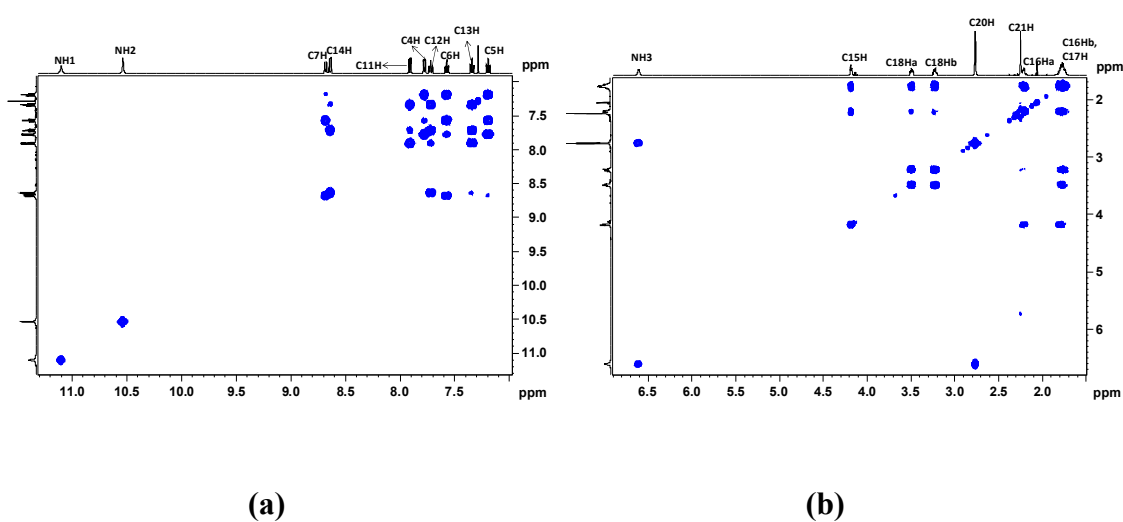 NH1
NH2
C7H
C14H
C11H
C4H
C12H
C13H
C6H
C5H
ppm
7.5
8.0
8.5
9.0
9.5
10.0
10.5
11.0
11.0 10.5 10.0 9.5 9.0 8.5 8.0 7.5 ppm
(a)
NH3
C15H
C18Ha
C18Hb
C20H
C21H
C16Ha
C16Hb,
C17H
ppm
2
3
4
5
6
6.5 6.0 5.5 5.0 4.5 4.0 3.5 3.0 2.5 2.0 ppm
(b)